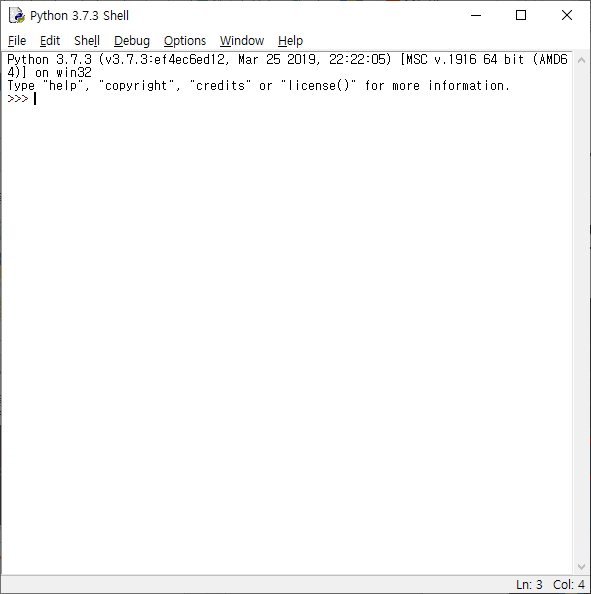 Python 3.7.3 Shell
File Edit Shell Debug Options Window Help
Python 3.7.3 (v3.7.3:ef4ec6ed12, Mar 25 2019, 22:22:05) [MSC v.1916 64 bit (AMD6
4)] on win32
Type "help", "copyright", "credits" or "license()" for more information.
>>>
Ln: 3 Col: 4